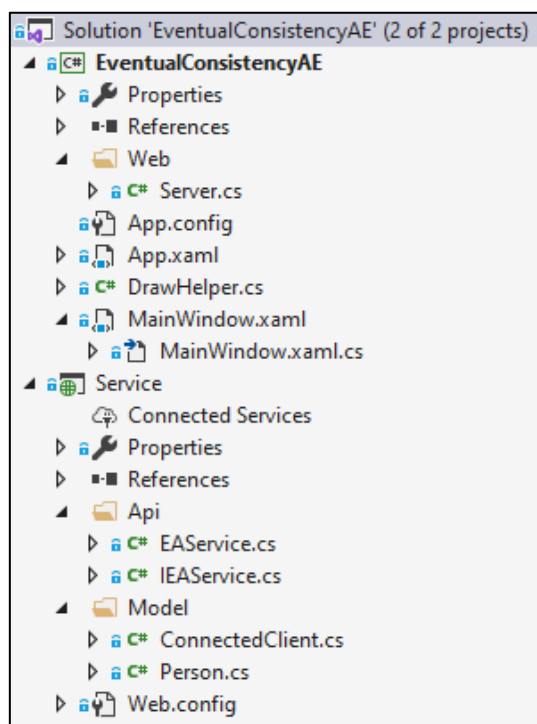 Solution 'EventualConsistencyAE' (2 of 2 projects)
C# EventualConsistencyAE
Properties
References
Web
C# Server.cs
App.config
App.xaml
C# DrawHelper.cs
MainWindow.xaml
MainWindow.xaml.cs
Service
Connected Services
Properties
References
Api
C# EAService.cs
C# IEAService.cs
Model
C# ConnectedClient.cs
C# Person.cs
Web.config